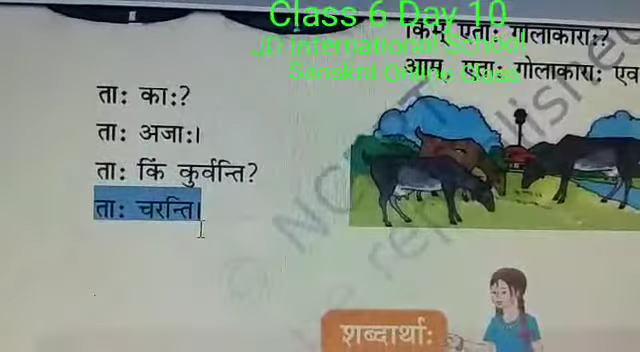 Class 6 Day 10
JD International School
Sanskrit Online Class
किम् एताः गोलाकाराः?
आम्, एताः गोलाकाराः एव
ताः काः?
ताः अजाः।
ताः किं कुर्वन्ति?
ताः चरन्ति।
शब्दार्थाः